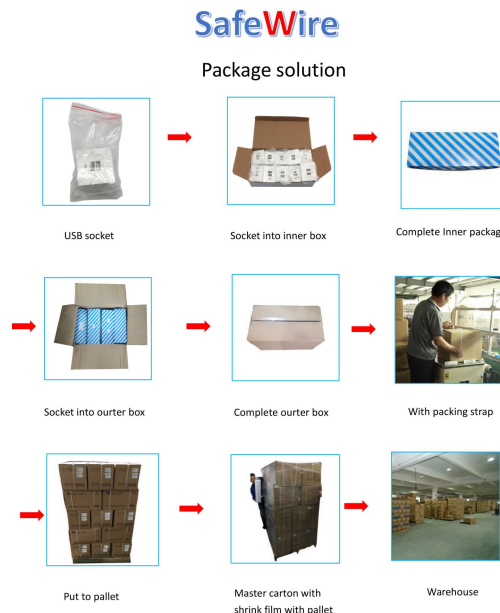 SafeWire
Package solution
USB socket
Socket into inner box
Complete Inner packag
Socket into ourter box
Complete ourter box
With packing strap
Put to pallet
Master carton with
shrink film with pallet
Warehouse